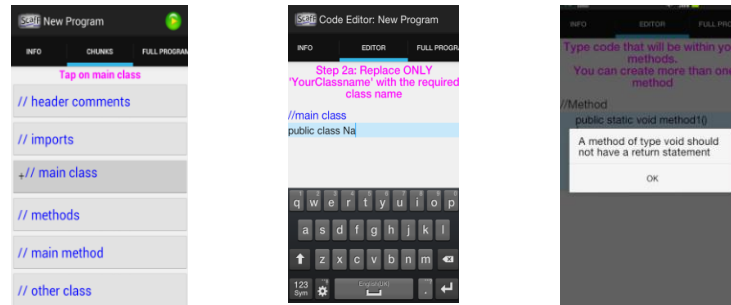 Scaff New Program
INFO CHUNKS FULL PROGRAM
Tap on main class
// header comments
// imports
+// main class
// methods
// main method
// other class
Scaff Code Editor: New Program
INFO EDITOR FULL PROGR
Step 2a: Replace ONLY
'YourClassname' with the required
class name
//main class
public class Na
q w e r t y u i o p
a s d f g h j k l
z x c v b n m
123
Sym
English(UK)
.
INFO EDITOR FULL PRO
Type code that will be within yo
methods.
You can create more than one
method
//Method
public static void method1()
A method of type void should
not have a return statement
OK